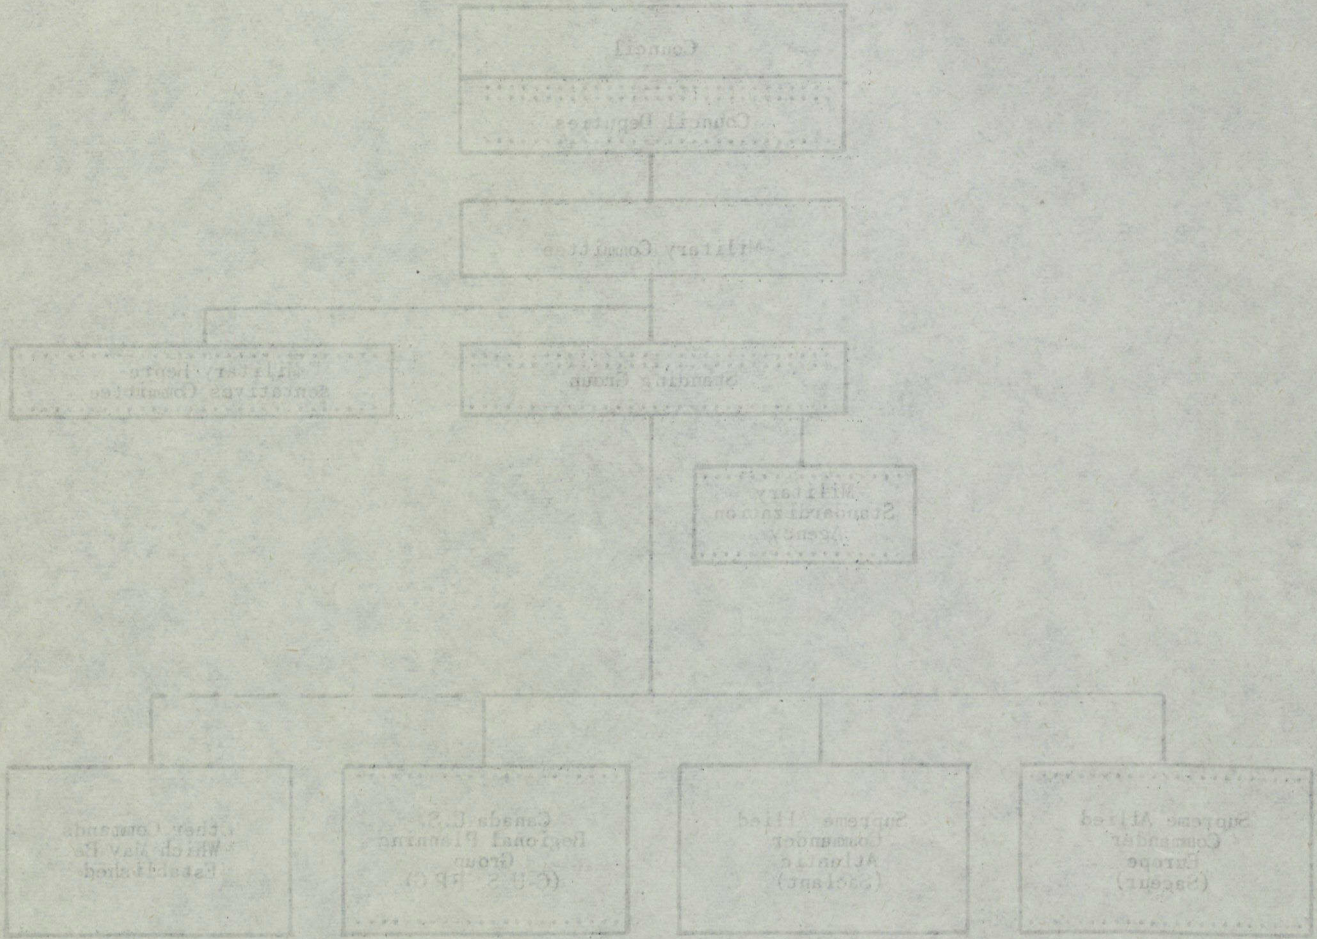 Council
Council Deputies
Military Committee
Military Repre-
sentatives Committee
Standing Group
Military
Standardization
Agency
Other Commands
Which May Be
Established
Canada-U.S.
Regional Planning
Group
(C-U.S. RPG)
Supreme Allied
Commander
Atlantic
(Saclant)
Supreme Allied
Commander
Europe
(Saceur)